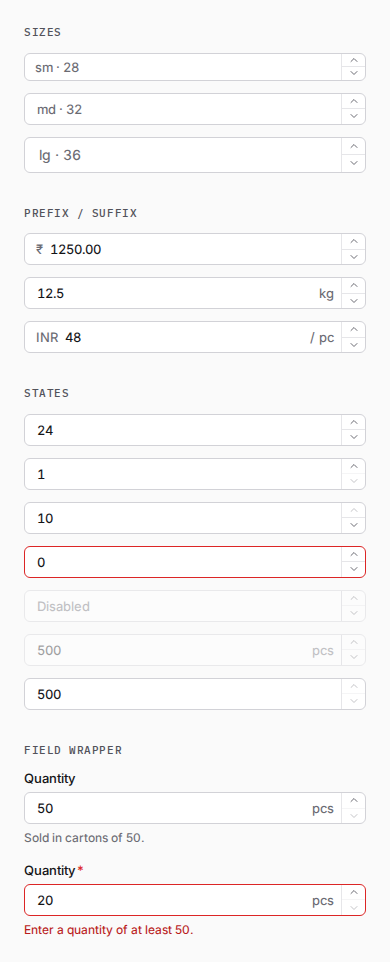 SIZES
sm · 28
md · 32
lg · 36
PREFIX / SUFFIX
₹ 1250.00
12.5 kg
INR 48 / pc
STATES
24
1
10
0
Disabled
500 pcs
500
FIELD WRAPPER
Quantity
50 pcs
Sold in cartons of 50.
Quantity*
20 pcs
Enter a quantity of at least 50.